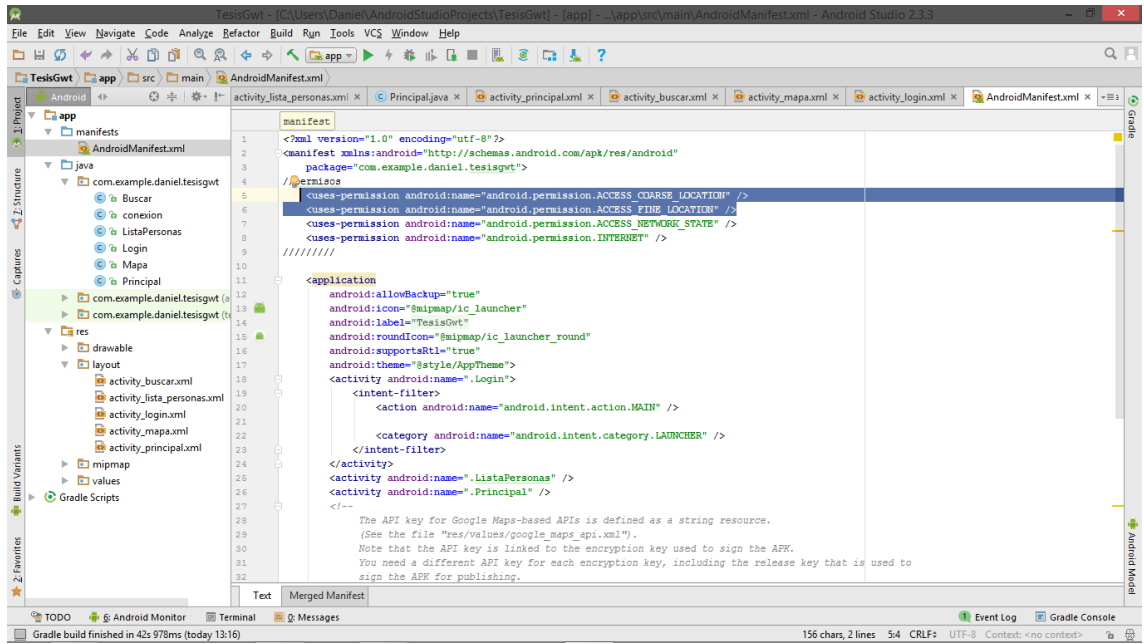 TesisGwt - [C:\Users\Daniel\AndroidStudioProjects\TesisGwt] - [app] - ...\app\src\main\AndroidManifest.xml - Android Studio 2.3.3
File Edit View Navigate Code Analyze Refactor Build Run Tools VCS Window Help
app
TesisGwt app src main AndroidManifest.xml
Android
activity_lista_personas.xml Principal.java activity_principal.xml activity_buscar.xml activity_mapa.xml activity_login.xml AndroidManifest.xml
1: Project
7: Structure
Captures
Build Variants
2: Favorites
Gradle
Android Model
app
manifests
AndroidManifest.xml
java
com.example.daniel.tesisgwt
Buscar
conexion
ListaPersonas
Login
Mapa
Principal
com.example.daniel.tesisgwt (a
com.example.daniel.tesisgwt (te
res
drawable
layout
activity_buscar.xml
activity_lista_personas.xml
activity_login.xml
activity_mapa.xml
activity_principal.xml
mipmap
values
Gradle Scripts
manifest
1 <?xml version="1.0" encoding="utf-8"?>
2 <manifest xmlns:android="http://schemas.android.com/apk/res/android"
3 package="com.example.daniel.tesisgwt">
4 //permisos
5 <uses-permission android:name="android.permission.ACCESS_COARSE_LOCATION" />
6 <uses-permission android:name="android.permission.ACCESS_FINE_LOCATION" />
7 <uses-permission android:name="android.permission.ACCESS_NETWORK_STATE" />
8 <uses-permission android:name="android.permission.INTERNET" />
9 /////////
10
11 <application
12 android:allowBackup="true"
13 android:icon="@mipmap/ic_launcher"
14 android:label="TesisGwt"
15 android:roundIcon="@mipmap/ic_launcher_round"
16 android:supportsRtl="true"
17 android:theme="@style/AppTheme">
18 <activity android:name=".Login">
19 <intent-filter>
20 <action android:name="android.intent.action.MAIN" />
21
22 <category android:name="android.intent.category.LAUNCHER" />
23 </intent-filter>
24 </activity>
25 <activity android:name=".ListaPersonas" />
26 <activity android:name=".Principal" />
27 <!--
28 The API key for Google Maps-based APIs is defined as a string resource.
29 (See the file "res/values/google_maps_api.xml").
30 Note that the API key is linked to the encryption key used to sign the APK.
31 You need a different API key for each encryption key, including the release key that is used to
32 sign the APK for publishing.
Text Merged Manifest
TODO 6: Android Monitor Terminal 0: Messages Event Log Gradle Console
Gradle build finished in 42s 978ms (today 13:16) 156 chars, 2 lines 5:4 CRLF UTF-8 Context: <no context>